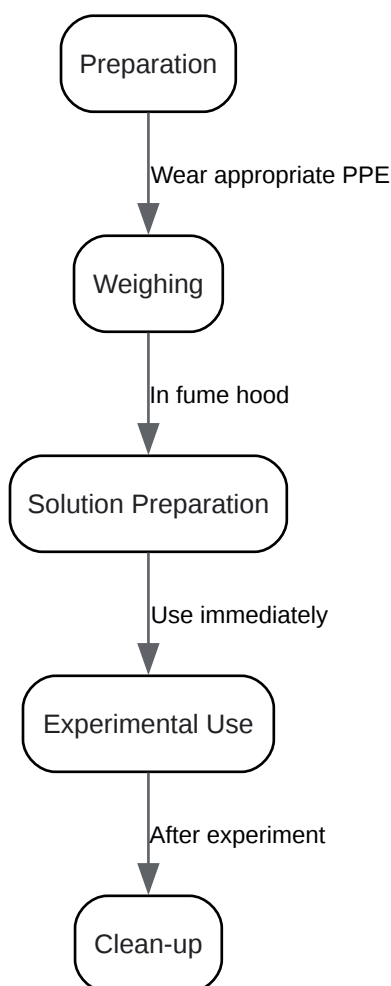 Preparation
Wear appropriate PPE
Weighing
In fume hood
Solution Preparation
Use immediately
Experimental Use
After experiment
Clean-up